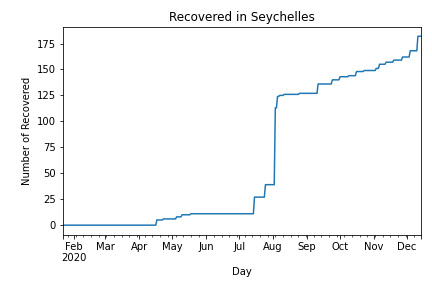 Recovered in Seychelles
Number of Recovered
175
150
125
100
75
50
25
0
Feb Mar Apr May Jun Jul Aug Sep Oct Nov Dec
2020
Day